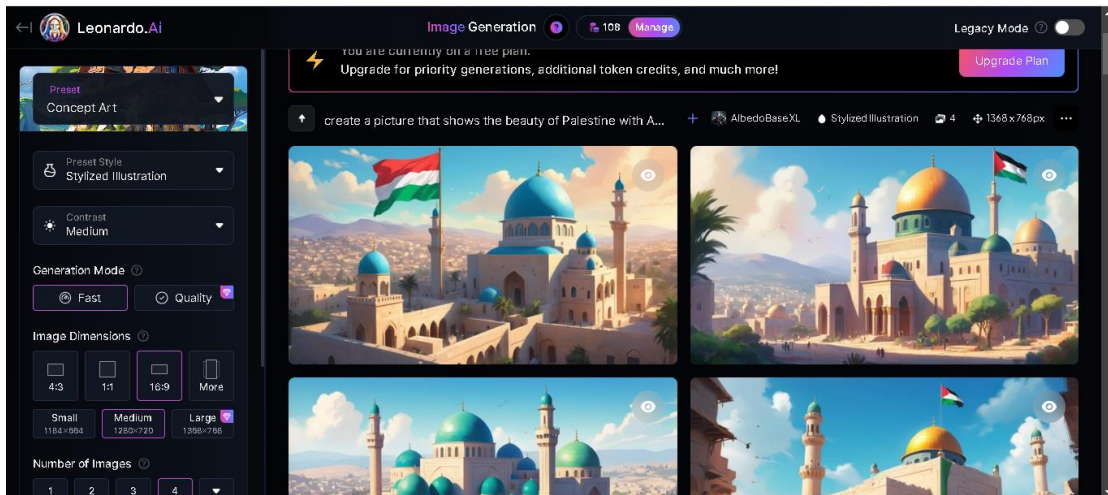 Leonardo.Ai
Image Generation ? 108 Manage
Legacy Mode ?
Preset
Concept Art
Preset Style
Stylized Illustration
Contrast
Medium
Generation Mode ?
Fast Quality
Image Dimensions ?
4:3 1:1 16:9 More
Small Medium Large
1184×664 1280×720 1368×768
Number of Images ?
1 2 3 4
You are currently on a free plan.
Upgrade for priority generations, additional token credits, and much more!
Upgrade Plan
create a picture that shows the beauty of Palestine with A... AlbedoBaseXL Stylized Illustration 4 1368x768px ...